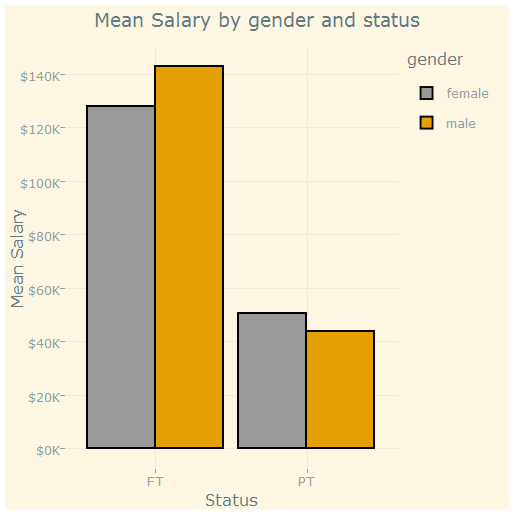 Mean Salary by gender and status
gender
female
male
Mean Salary
$140K
$120K
$100K
$80K
$60K
$40K
$20K
$0K
FT
PT
Status